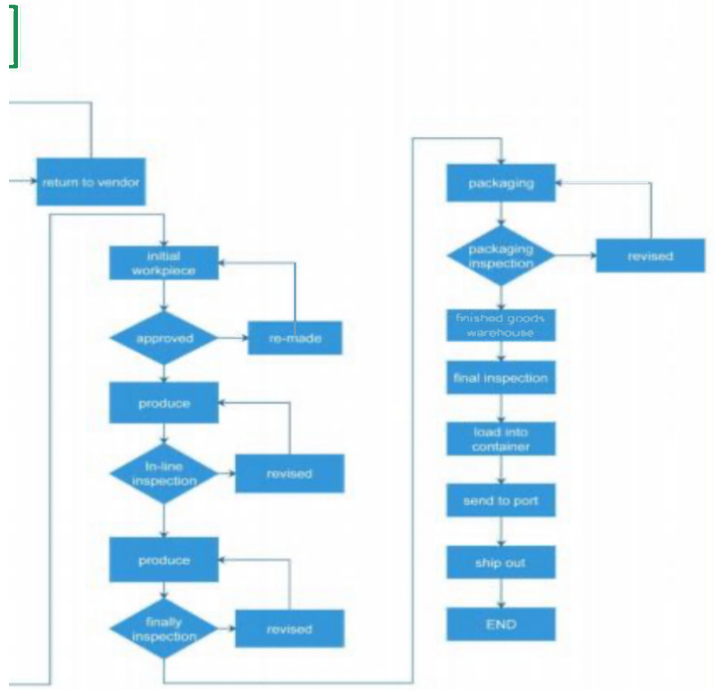 return to vendor
initial
workpiece
approved
re-made
produce
In-line
inspection
revised
produce
finally
inspection
revised
packaging
packaging
inspection
revised
finished goods
warehouse
final inspection
load into
container
send to port
ship out
END